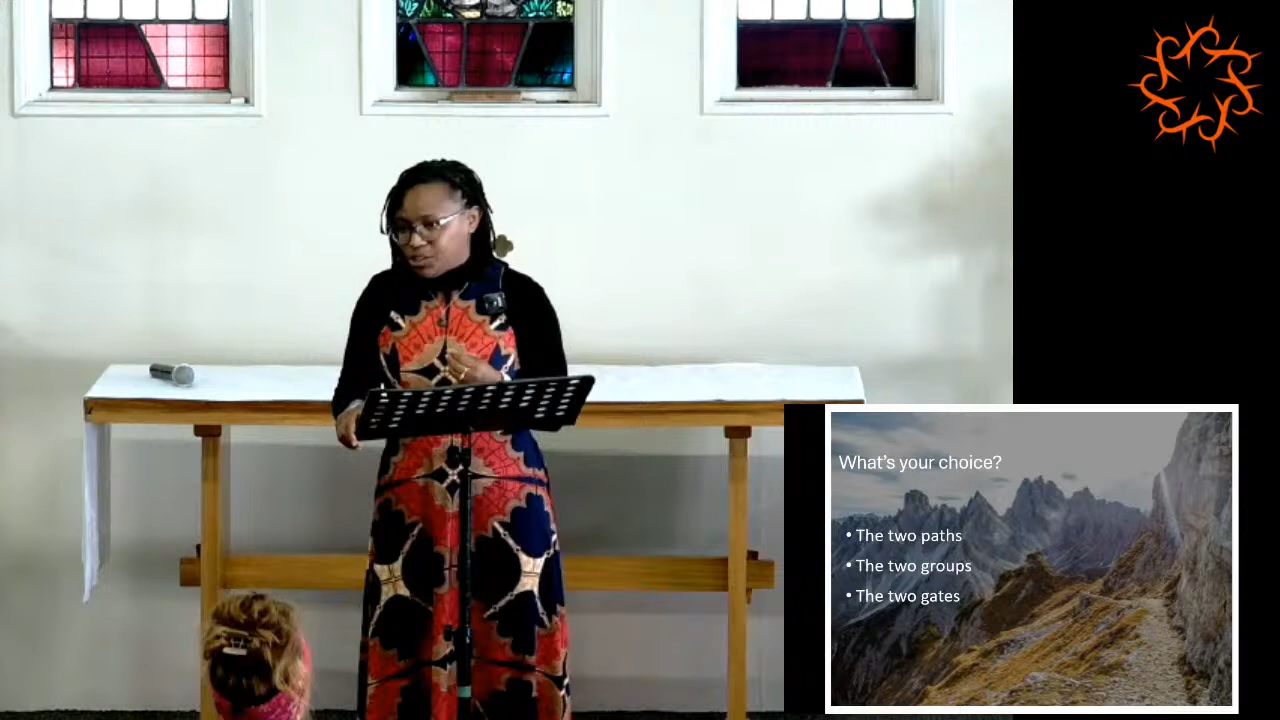 What's your choice?
• The two paths
• The two groups
• The two gates